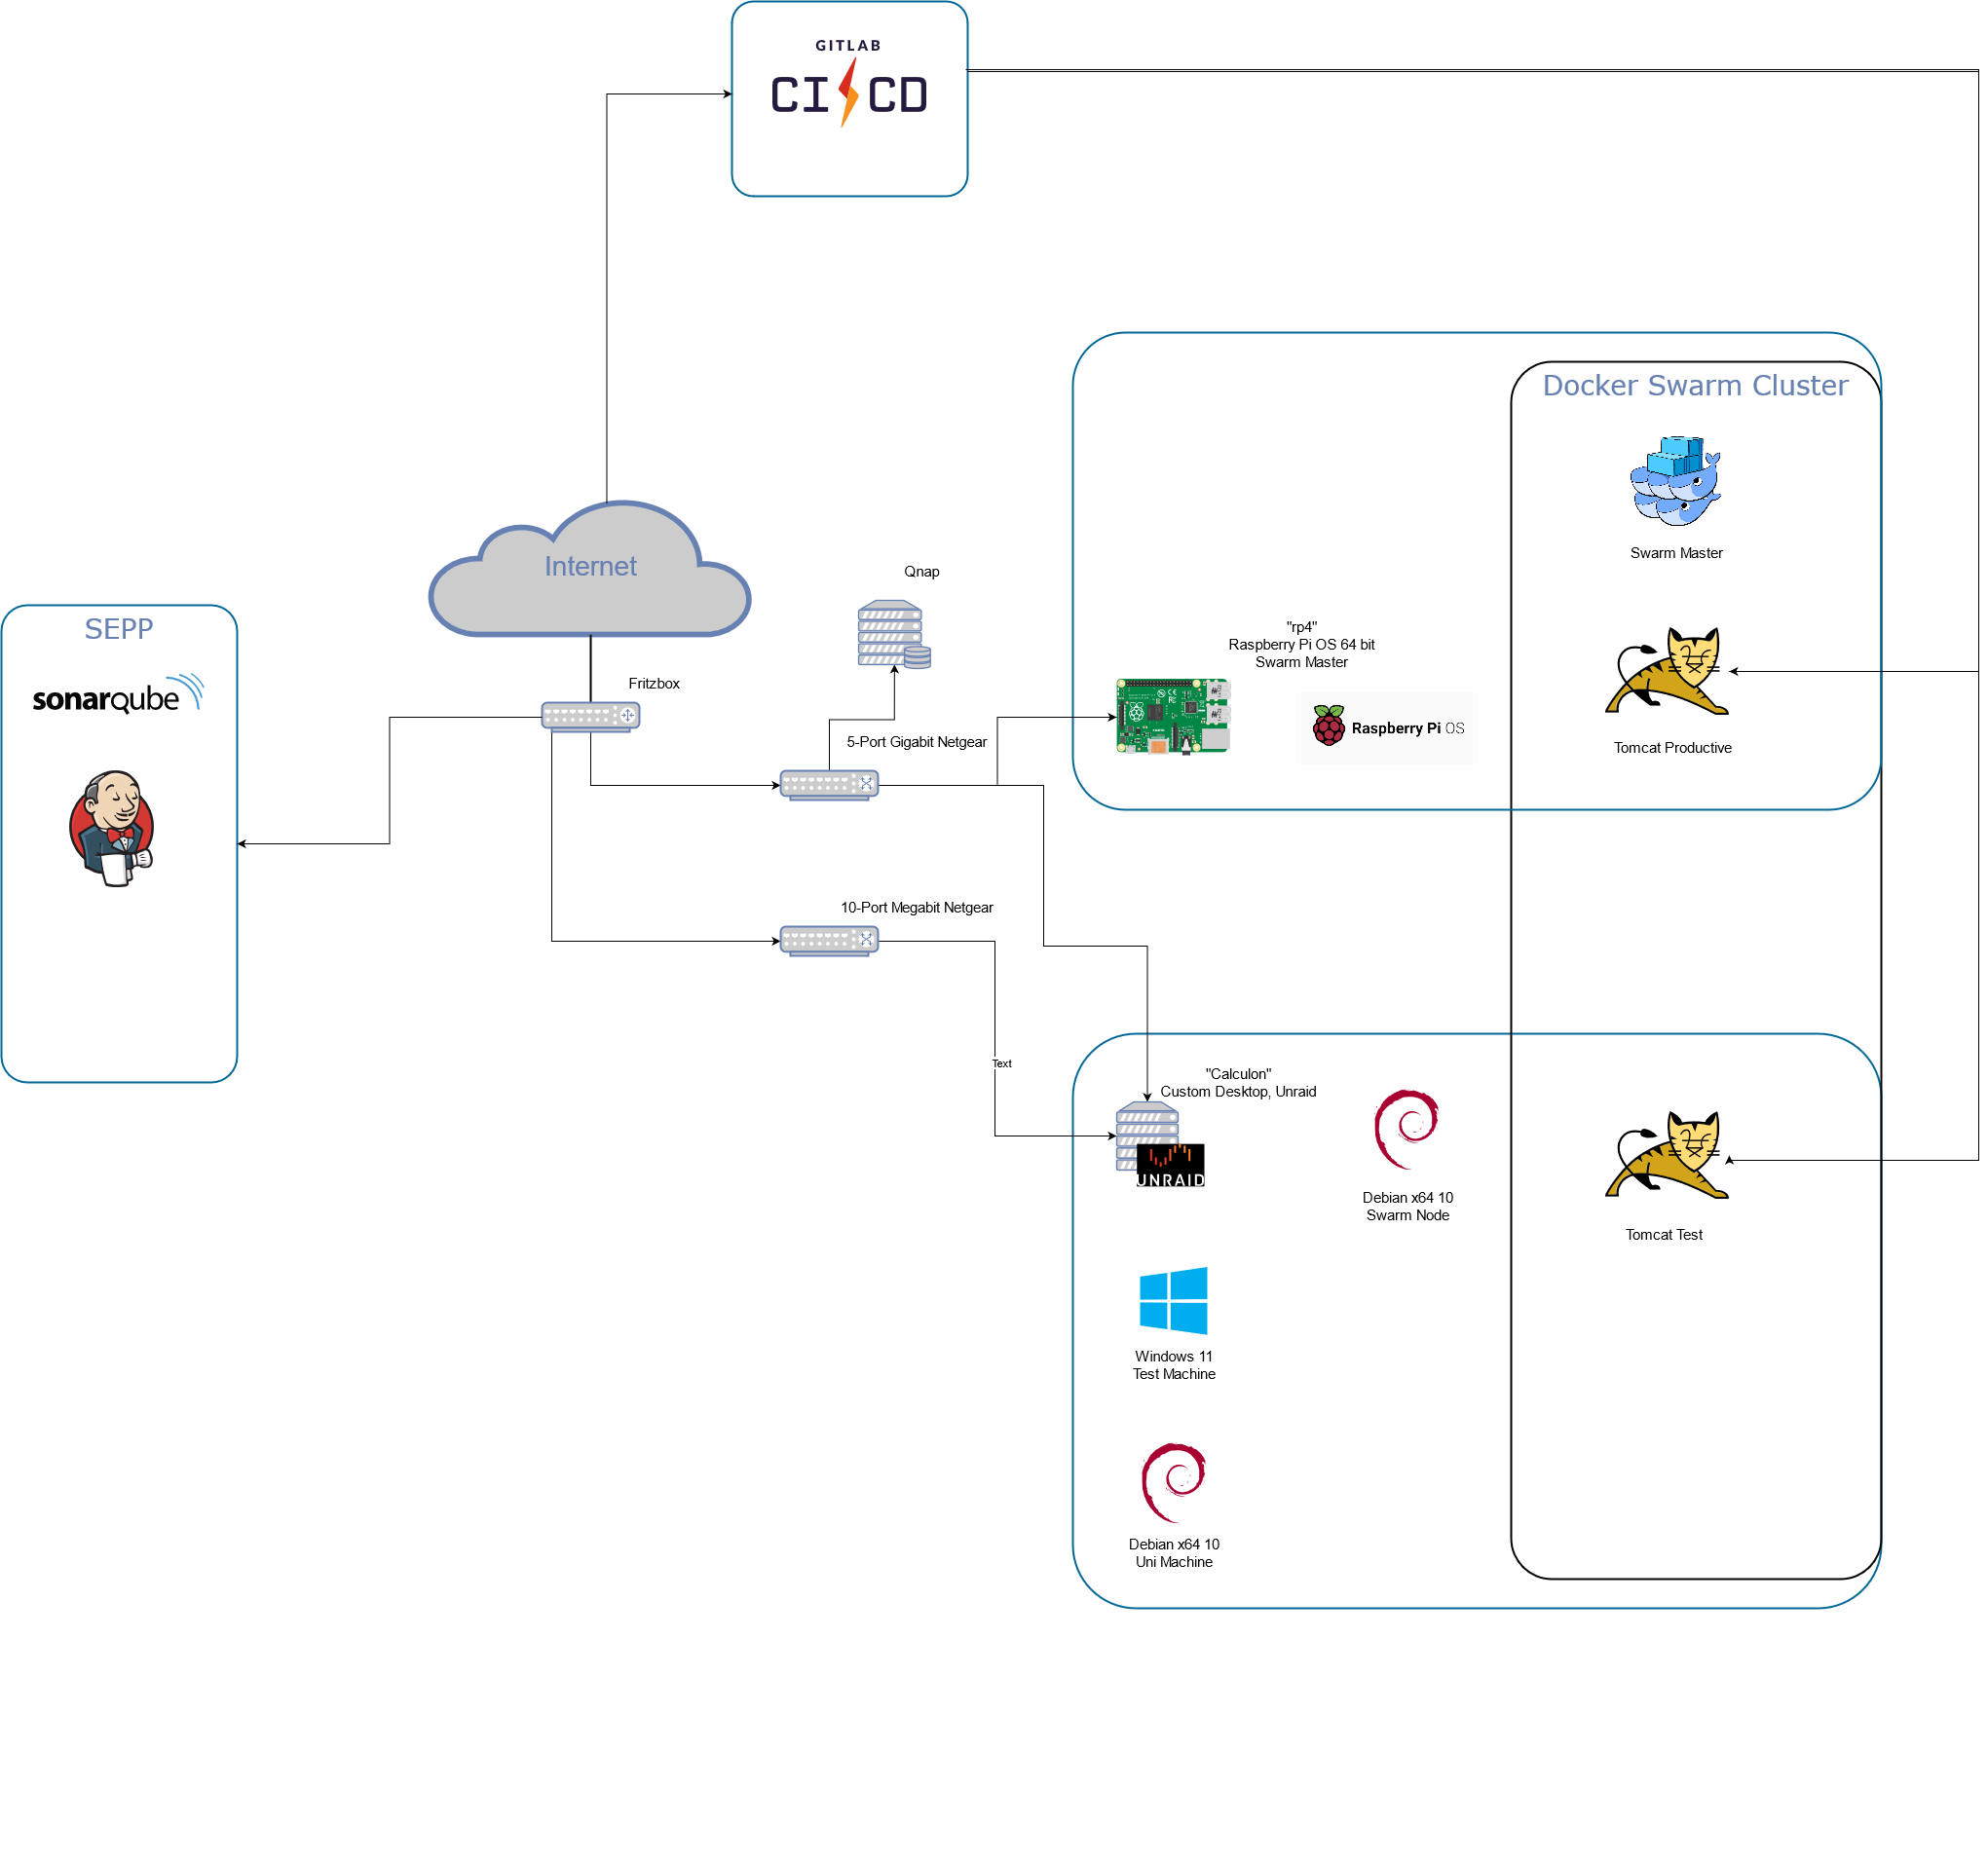 GITLAB
CI CD
Docker Swarm Cluster
Swarm Master
Internet
Qnap
SEPP
sonarqube
"rp4"
Raspberry Pi OS 64 bit
Swarm Master
Fritzbox
Raspberry Pi OS
5-Port Gigabit Netgear
Tomcat Productive
10-Port Megabit Netgear
Text
"Calculon"
Custom Desktop, Unraid
UNRAID
Debian x64 10
Swarm Node
Tomcat Test
Windows 11
Test Machine
Debian x64 10
Uni Machine